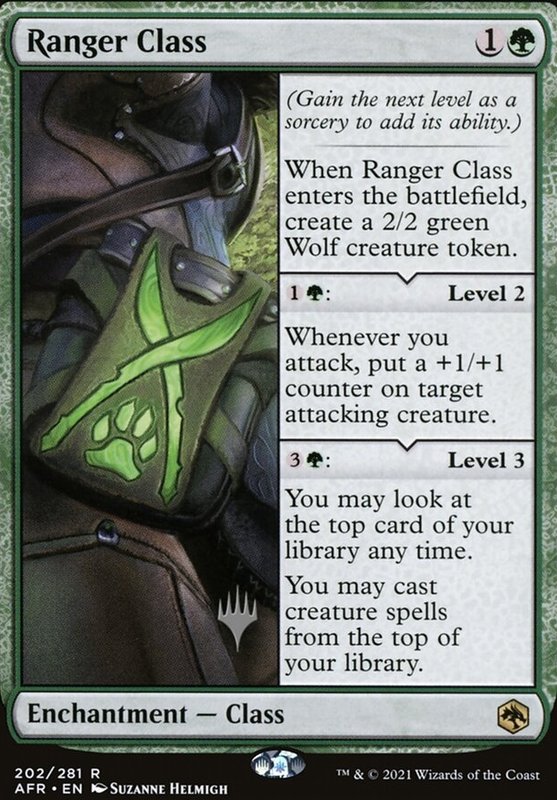 Ranger Class
1
(Gain the next level as a
sorcery to add its ability.)
When Ranger Class
enters the battlefield,
create a 2/2 green
Wolf creature token.
1 : Level 2
Whenever you
attack, put a +1/+1
counter on target
attacking creature.
3 : Level 3
You may look at
the top card of your
library any time.
You may cast
creature spells
from the top of
your library.
Enchantment — Class
202/281 R
AFR • EN Suzanne Helmigh
™ & © 2021 Wizards of the Coast